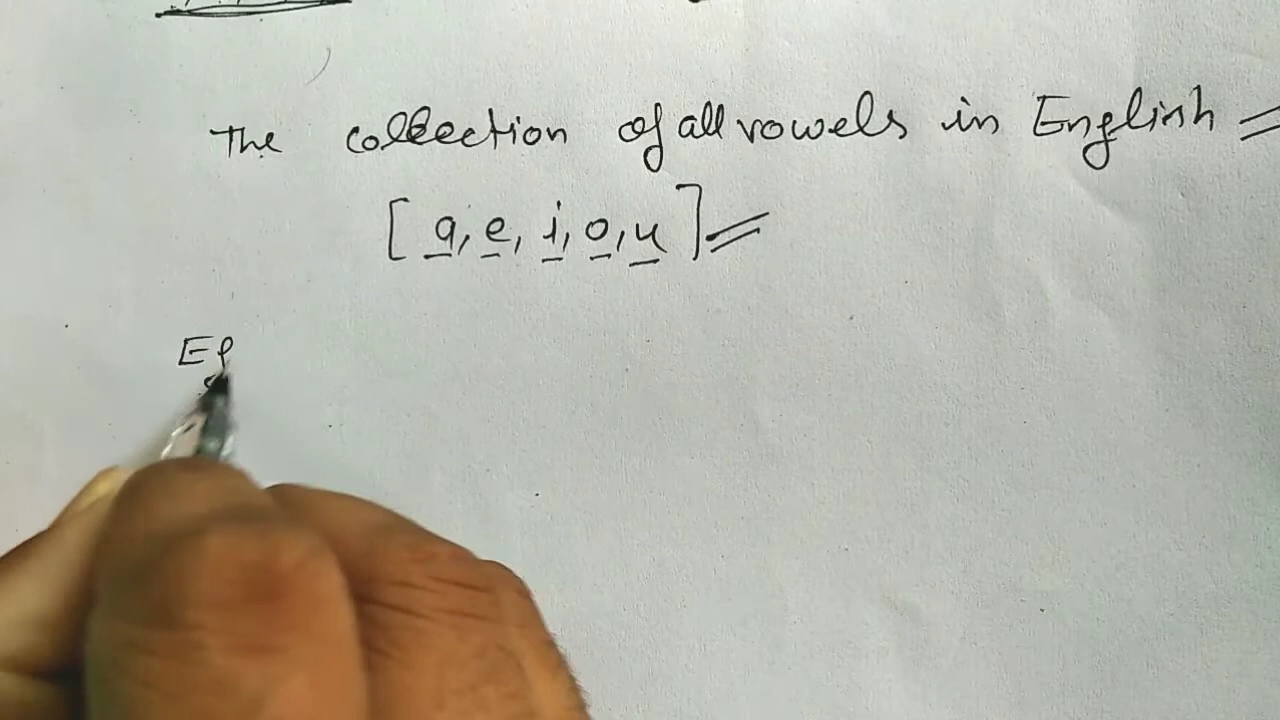 The collection of all vowels in English =
[ a, e, i, o, u ] =
Eg